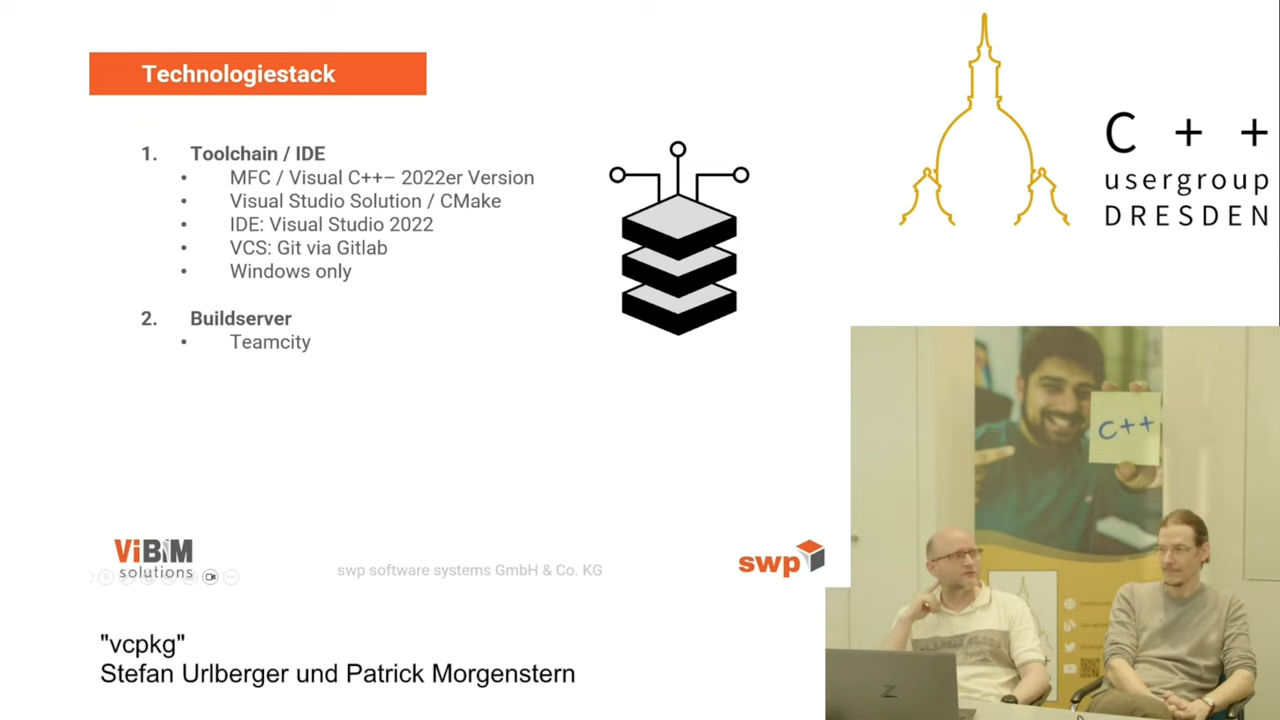 Technologiestack
1. Toolchain / IDE
• MFC / Visual C++– 2022er Version
• Visual Studio Solution / CMake
• IDE: Visual Studio 2022
• VCS: Git via Gitlab
• Windows only
2. Buildserver
• Teamcity
C + +
usergroup
DRESDEN
C++
ViBIM
solutions
swp software systems GmbH & Co. KG
swp
"vcpkg"
Stefan Urlberger und Patrick Morgenstern